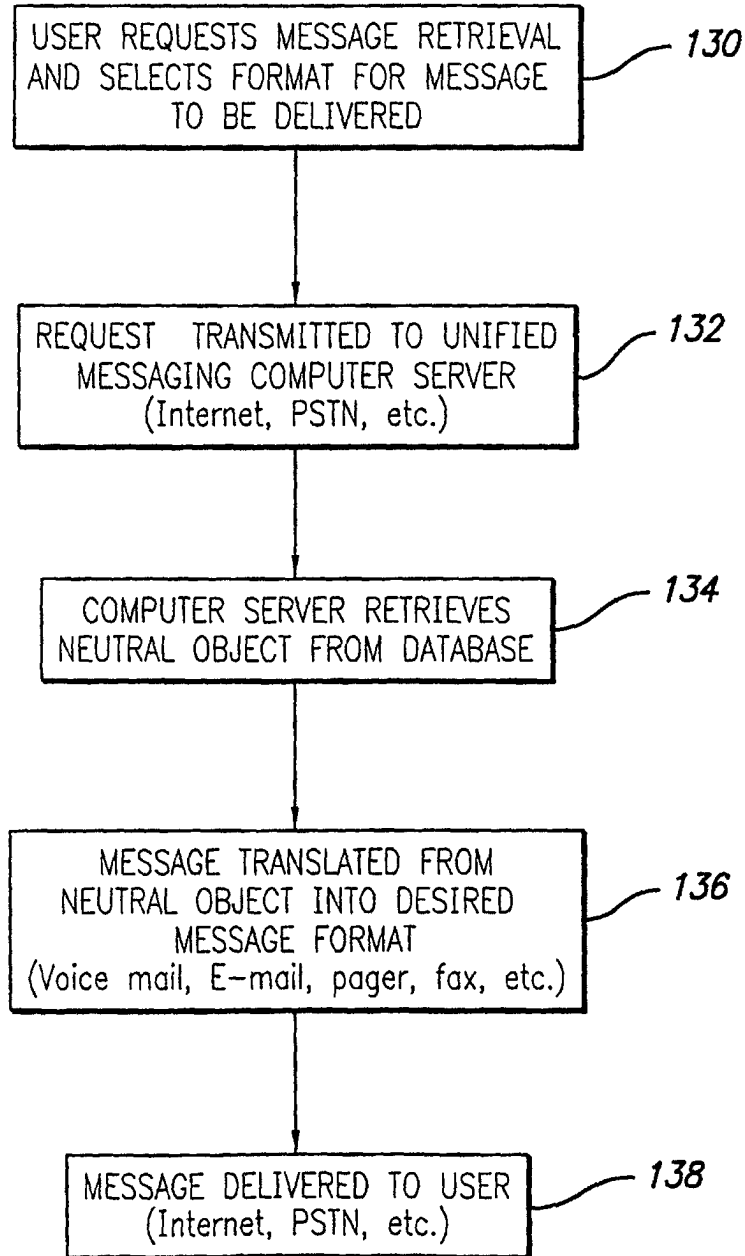 USER REQUESTS MESSAGE RETRIEVAL
AND SELECTS FORMAT FOR MESSAGE
TO BE DELIVERED
130
REQUEST TRANSMITTED TO UNIFIED
MESSAGING COMPUTER SERVER
(Internet, PSTN, etc.)
132
COMPUTER SERVER RETRIEVES
NEUTRAL OBJECT FROM DATABASE
134
MESSAGE TRANSLATED FROM
NEUTRAL OBJECT INTO DESIRED
MESSAGE FORMAT
(Voice mail, E-mail, pager, fax, etc.)
136
MESSAGE DELIVERED TO USER
(Internet, PSTN, etc.)
138